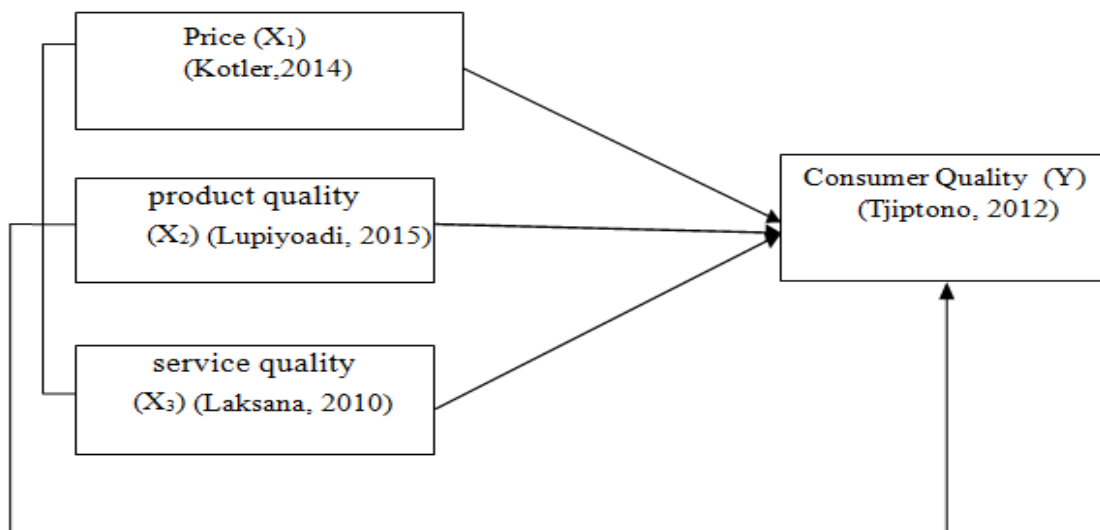 Price (X₁)
(Kotler,2014)
product quality
(X₂) (Lupiyoadi, 2015)
service quality
(X₃) (Laksana, 2010)
Consumer Quality (Y)
(Tjiptono, 2012)